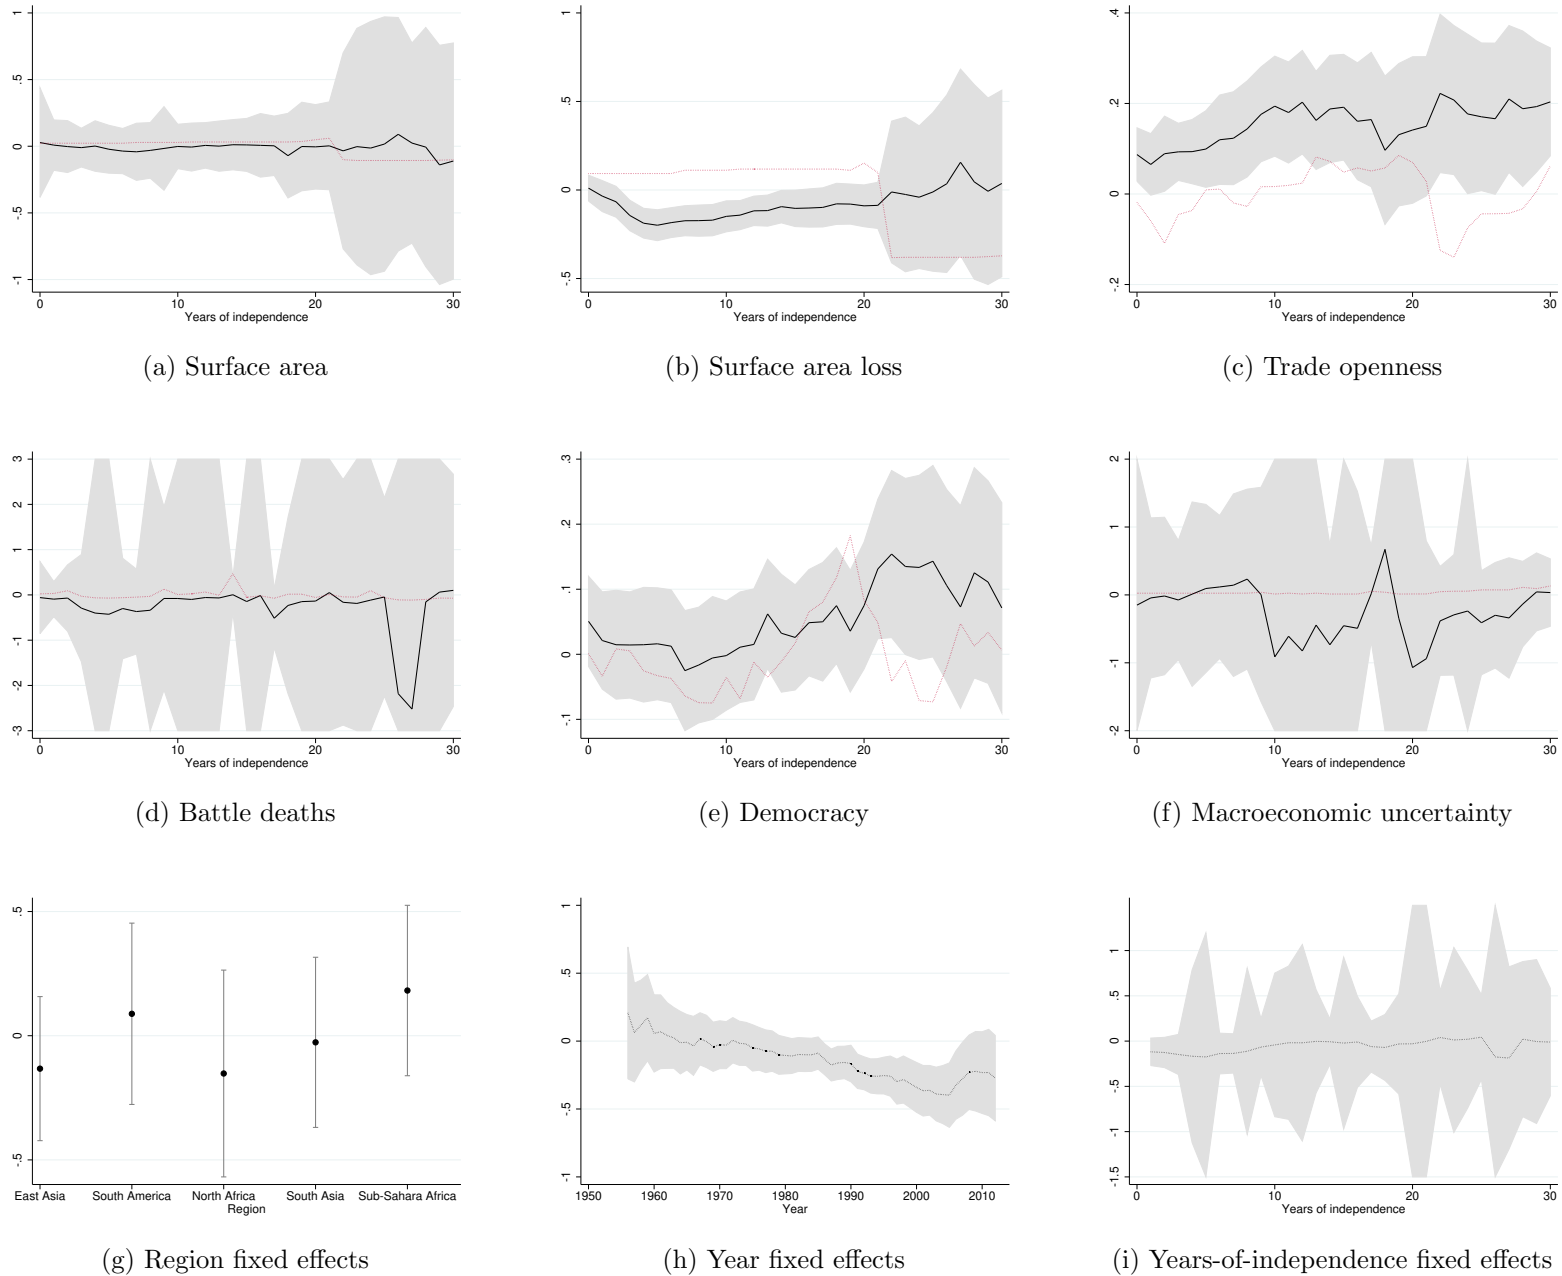 1
.5
0
-.5
-1
0 10 20 30
Years of independence
(a) Surface area
1
.5
0
-.5
0 10 20 30
Years of independence
(b) Surface area loss
.4
.2
0
-.2
0 10 20 30
Years of independence
(c) Trade openness
3
2
1
0
-1
-2
-3
0 10 20 30
Years of independence
(d) Battle deaths
.3
.2
.1
0
-.1
0 10 20 30
Years of independence
(e) Democracy
2
1
0
-1
-2
0 10 20 30
Years of independence
(f) Macroeconomic uncertainty
.5
0
-.5
East Asia South America North Africa South Asia Sub-Sahara Africa
Region
(g) Region fixed effects
1
.5
0
-.5
-1
1950 1960 1970 1980 1990 2000 2010
Year
(h) Year fixed effects
1
.5
0
-.5
-1
-1.5
0 10 20 30
Years of independence
(i) Years-of-independence fixed effects